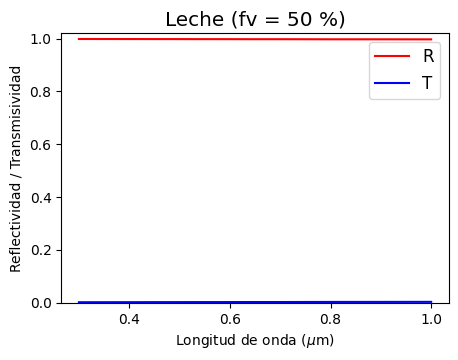 Leche (fv = 50 %)
Reflectividad / Transmisividad
1.0
0.8
0.6
0.4
0.2
0.0
R
T
0.4
0.6
0.8
1.0
Longitud de onda (μm)